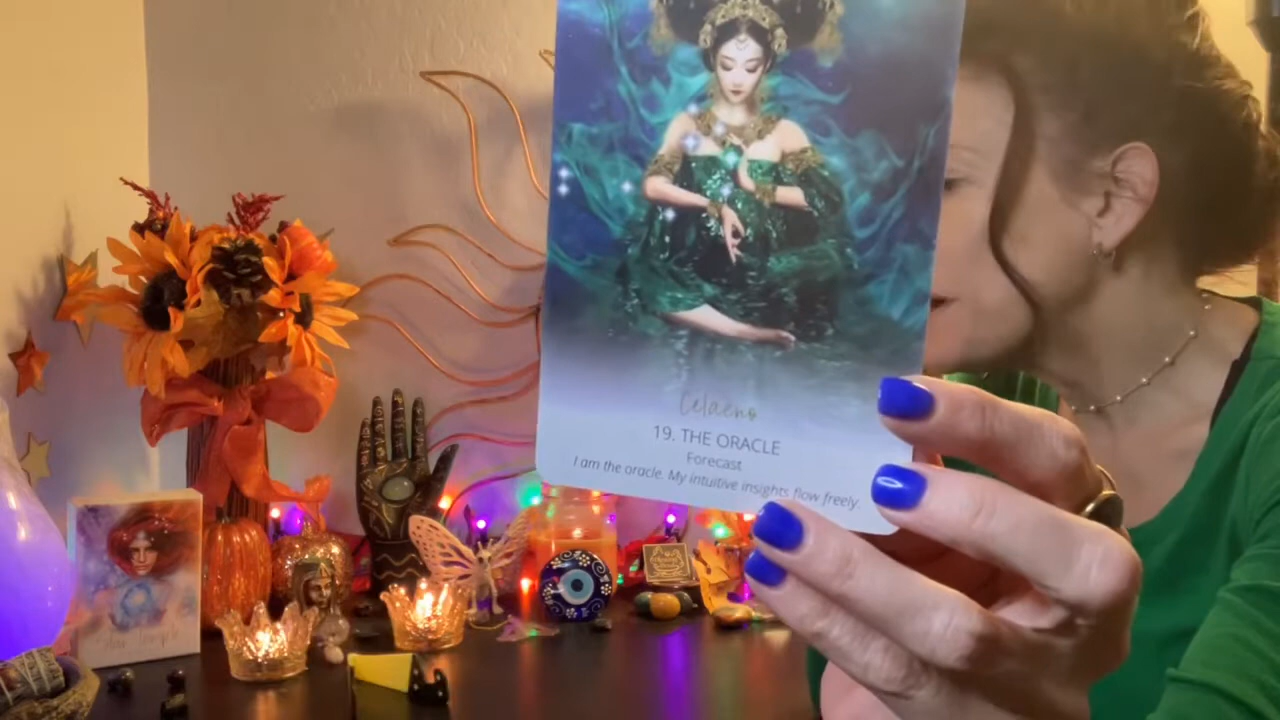 Celaeno
19. THE ORACLE
Forecast
I am the oracle. My intuitive insights flow freely.